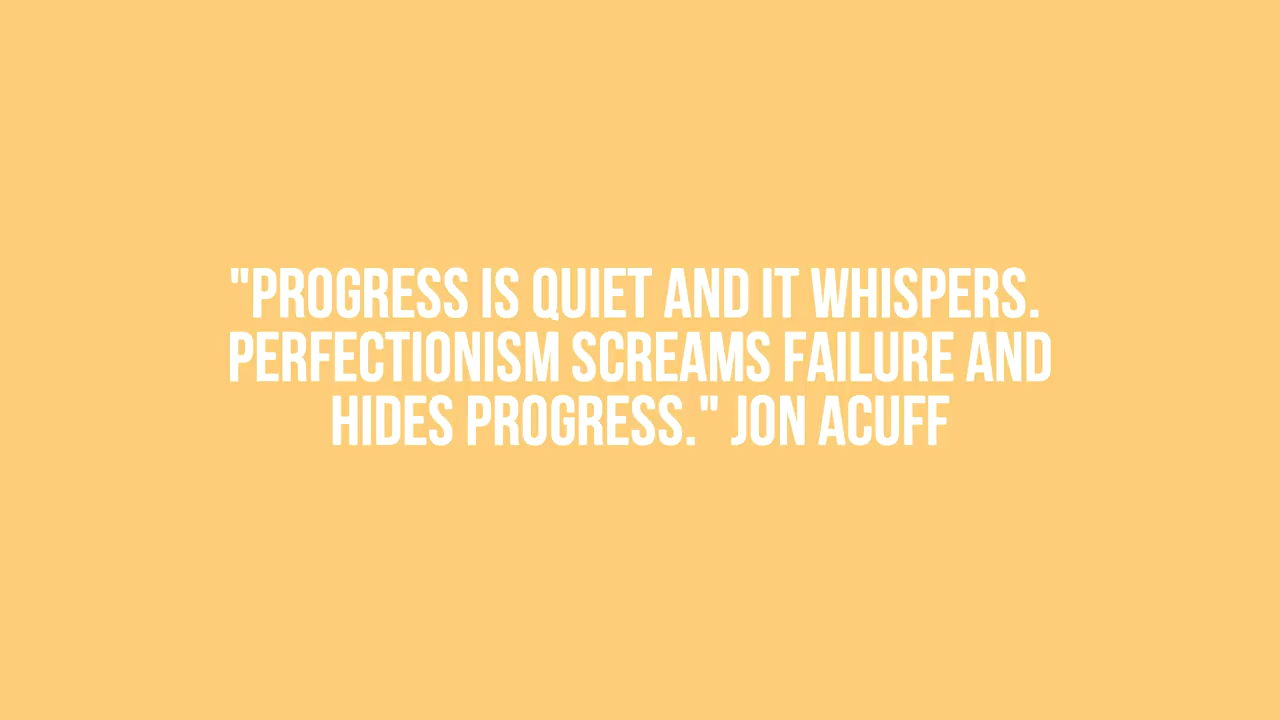 "PROGRESS IS QUIET AND IT WHISPERS.
PERFECTIONISM SCREAMS FAILURE AND
HIDES PROGRESS." JON ACUFF